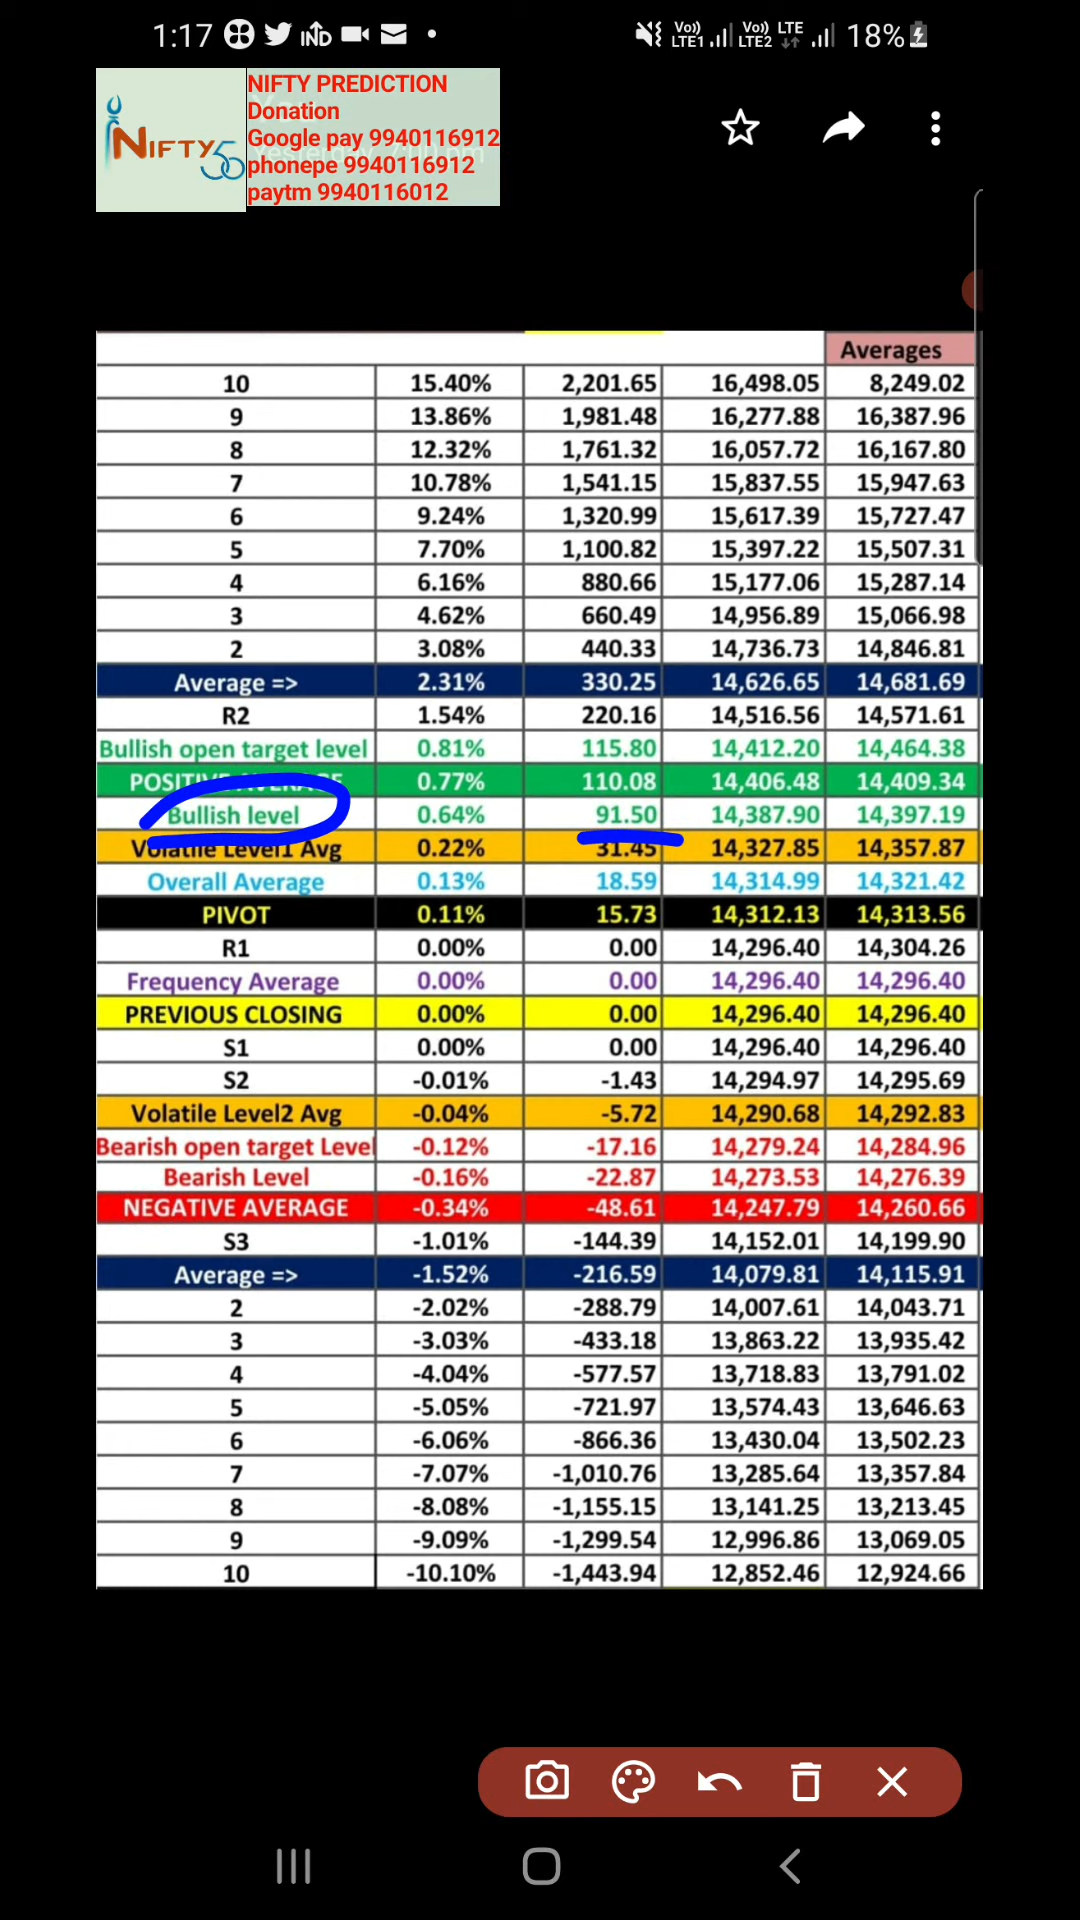 1:17 IND Vo)) LTE1 Vo)) LTE2 LTE 18%
NIFTY50
NIFTY PREDICTION
Donation
Google pay 9940116912
phonepe 9940116912
paytm 9940116012
Yesterday, 7:00 pm
Averages
10 15.40% 2,201.65 16,498.05 8,249.02
9 13.86% 1,981.48 16,277.88 16,387.96
8 12.32% 1,761.32 16,057.72 16,167.80
7 10.78% 1,541.15 15,837.55 15,947.63
6 9.24% 1,320.99 15,617.39 15,727.47
5 7.70% 1,100.82 15,397.22 15,507.31
4 6.16% 880.66 15,177.06 15,287.14
3 4.62% 660.49 14,956.89 15,066.98
2 3.08% 440.33 14,736.73 14,846.81
Average => 2.31% 330.25 14,626.65 14,681.69
R2 1.54% 220.16 14,516.56 14,571.61
Bullish open target level 0.81% 115.80 14,412.20 14,464.38
POSITIVE AVERAGE 0.77% 110.08 14,406.48 14,409.34
Bullish level 0.64% 91.50 14,387.90 14,397.19
Volatile Level1 Avg 0.22% 31.45 14,327.85 14,357.87
Overall Average 0.13% 18.59 14,314.99 14,321.42
PIVOT 0.11% 15.73 14,312.13 14,313.56
R1 0.00% 0.00 14,296.40 14,304.26
Frequency Average 0.00% 0.00 14,296.40 14,296.40
PREVIOUS CLOSING 0.00% 0.00 14,296.40 14,296.40
S1 0.00% 0.00 14,296.40 14,296.40
S2 -0.01% -1.43 14,294.97 14,295.69
Volatile Level2 Avg -0.04% -5.72 14,290.68 14,292.83
Bearish open target Level -0.12% -17.16 14,279.24 14,284.96
Bearish Level -0.16% -22.87 14,273.53 14,276.39
NEGATIVE AVERAGE -0.34% -48.61 14,247.79 14,260.66
S3 -1.01% -144.39 14,152.01 14,199.90
Average => -1.52% -216.59 14,079.81 14,115.91
2 -2.02% -288.79 14,007.61 14,043.71
3 -3.03% -433.18 13,863.22 13,935.42
4 -4.04% -577.57 13,718.83 13,791.02
5 -5.05% -721.97 13,574.43 13,646.63
6 -6.06% -866.36 13,430.04 13,502.23
7 -7.07% -1,010.76 13,285.64 13,357.84
8 -8.08% -1,155.15 13,141.25 13,213.45
9 -9.09% -1,299.54 12,996.86 13,069.05
10 -10.10% -1,443.94 12,852.46 12,924.66